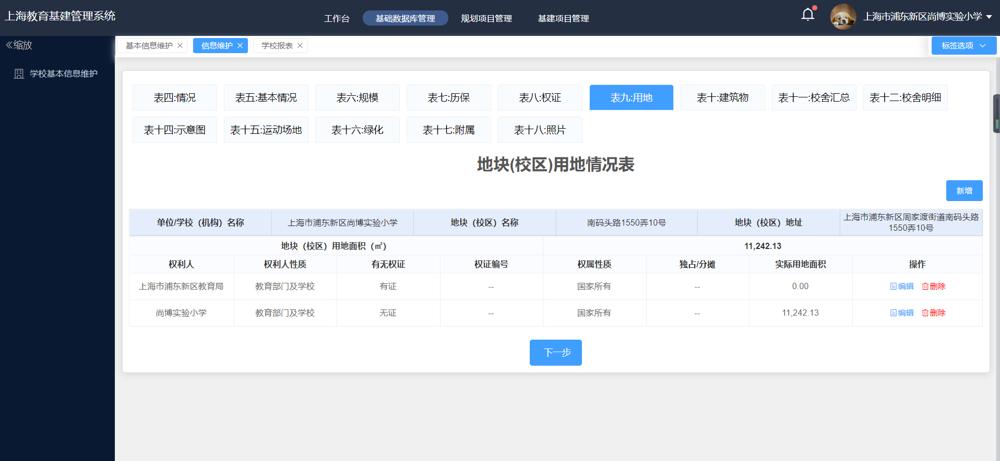 上海教育基建管理系统
工作台 基础数据库管理 规划项目管理 基建项目管理
上海市浦东新区尚博实验小学
缩放
基本信息维护 信息维护 学校报表 标签选项
学校基本信息维护
表四:情况 表五:基本情况 表六:规模 表七:历保 表八:权证 表九:用地 表十:建筑物 表十一:校舍汇总 表十二:校舍明细
表十四:示意图 表十五:运动场地 表十六:绿化 表十七:附属 表十八:照片
地块(校区)用地情况表
新增
单位/学校（机构）名称 上海市浦东新区尚博实验小学 地块（校区）名称 南码头路1550弄10号 地块（校区）地址 上海市浦东新区周家渡街道南码头路
1550弄10号
地块（校区）用地面积（㎡） 11,242.13
权利人 权利人性质 有无权证 权证编号 权属性质 独占/分摊 实际用地面积 操作
上海市浦东新区教育局 教育部门及学校 有证 -- 国家所有 -- 0.00 编辑 删除
尚博实验小学 教育部门及学校 无证 -- 国家所有 -- 11,242.13 编辑 删除
下一步